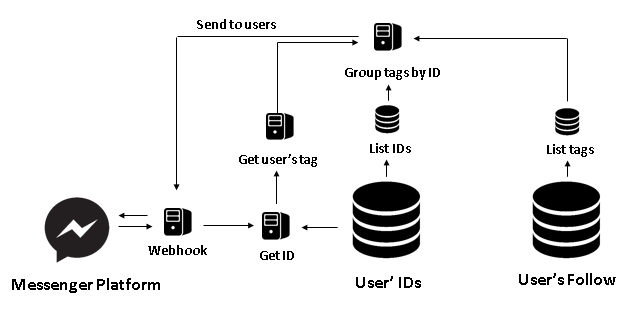 Send to users
Group tags by ID
Get user's tag
List IDs
List tags
Webhook
Get ID
Messenger Platform
User' IDs
User's Follow